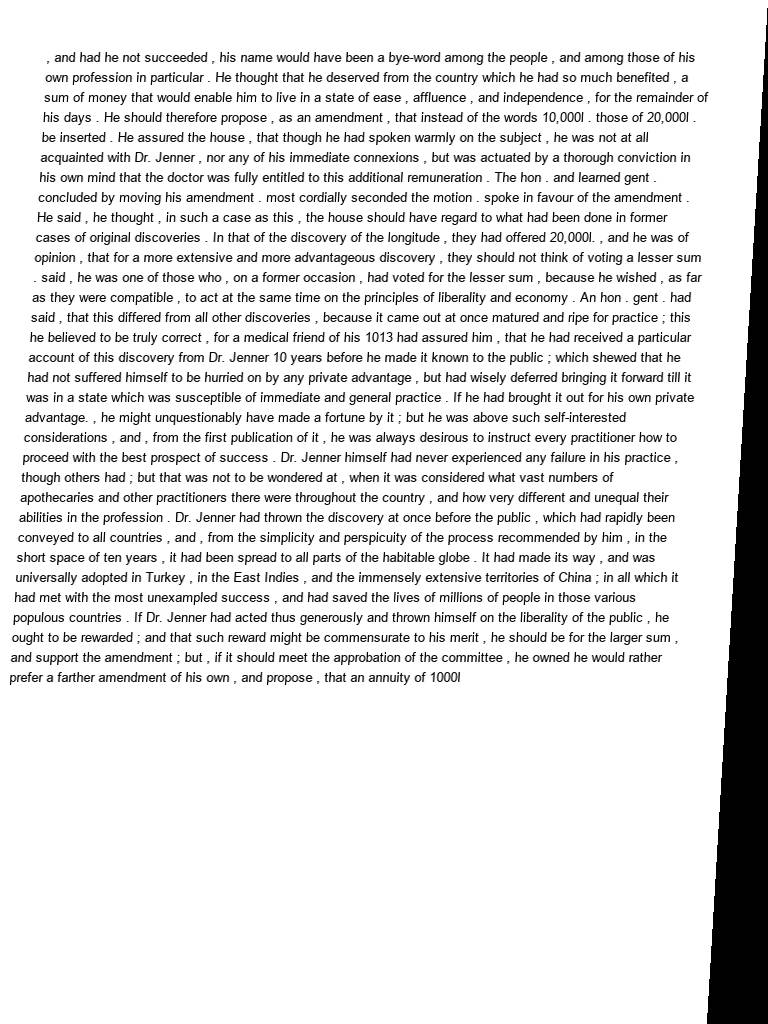 , and had he not succeeded , his name would have been a bye-word among the people , and among those of his
own profession in particular . He thought that he deserved from the country which he had so much benefited , a
sum of money that would enable him to live in a state of ease , affluence , and independence , for the remainder of
his days . He should therefore propose , as an amendment , that instead of the words 10,000l . those of 20,000l .
be inserted . He assured the house , that though he had spoken warmly on the subject , he was not at all
acquainted with Dr. Jenner , nor any of his immediate connexions , but was actuated by a thorough conviction in
his own mind that the doctor was fully entitled to this additional remuneration . The hon . and learned gent .
concluded by moving his amendment . most cordially seconded the motion . spoke in favour of the amendment .
He said , he thought , in such a case as this , the house should have regard to what had been done in former
cases of original discoveries . In that of the discovery of the longitude , they had offered 20,000l. , and he was of
opinion , that for a more extensive and more advantageous discovery , they should not think of voting a lesser sum
. said , he was one of those who , on a former occasion , had voted for the lesser sum , because he wished , as far
as they were compatible , to act at the same time on the principles of liberality and economy . An hon . gent . had
said , that this differed from all other discoveries , because it came out at once matured and ripe for practice ; this
he believed to be truly correct , for a medical friend of his 1013 had assured him , that he had received a particular
account of this discovery from Dr. Jenner 10 years before he made it known to the public ; which shewed that he
had not suffered himself to be hurried on by any private advantage , but had wisely deferred bringing it forward till it
was in a state which was susceptible of immediate and general practice . If he had brought it out for his own private
advantage. , he might unquestionably have made a fortune by it ; but he was above such self-interested
considerations , and , from the first publication of it , he was always desirous to instruct every practitioner how to
proceed with the best prospect of success . Dr. Jenner himself had never experienced any failure in his practice ,
though others had ; but that was not to be wondered at , when it was considered what vast numbers of
apothecaries and other practitioners there were throughout the country , and how very different and unequal their
abilities in the profession . Dr. Jenner had thrown the discovery at once before the public , which had rapidly been
conveyed to all countries , and , from the simplicity and perspicuity of the process recommended by him , in the
short space of ten years , it had been spread to all parts of the habitable globe . It had made its way , and was
universally adopted in Turkey , in the East Indies , and the immensely extensive territories of China ; in all which it
had met with the most unexampled success , and had saved the lives of millions of people in those various
populous countries . If Dr. Jenner had acted thus generously and thrown himself on the liberality of the public , he
ought to be rewarded ; and that such reward might be commensurate to his merit , he should be for the larger sum ,
and support the amendment ; but , if it should meet the approbation of the committee , he owned he would rather
prefer a farther amendment of his own , and propose , that an annuity of 1000l